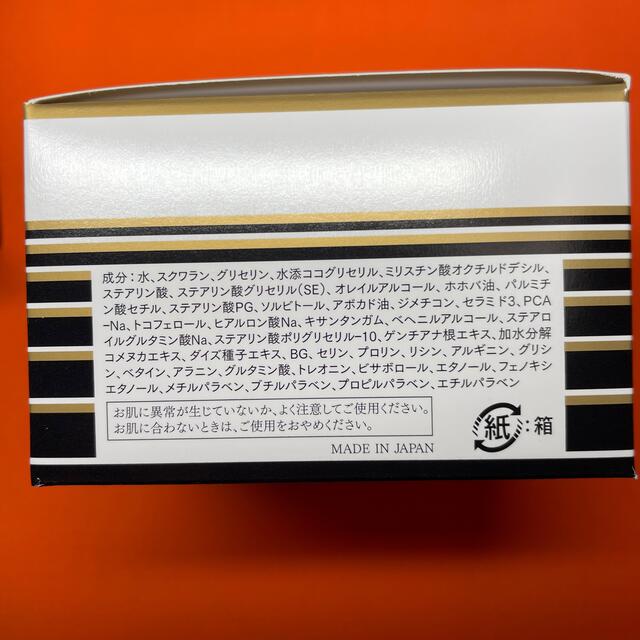 成分：水、スクワラン、グリセリン、水添ココグリセリル、ミリスチン酸オクチルドデシル、
ステアリン酸、ステアリン酸グリセリル（SE）、オレイルアルコール、ホホバ油、パルミチ
ン酸セチル、ステアリン酸PG、ソルビトール、アボカド油、ジメチコン、セラミド3、PCA
-Na、トコフェロール、ヒアルロン酸Na、キサンタンガム、ベヘニルアルコール、ステアロ
イルグルタミン酸Na、ステアリン酸ポリグリセリル-10、ゲンチアナ根エキス、加水分解
コメヌカエキス、ダイズ種子エキス、BG、セリン、プロリン、リシン、アルギニン、グリシ
ン、ベタイン、アラニン、グルタミン酸、トレオニン、ビサボロール、エタノール、フェノキシ
エタノール、メチルパラベン、ブチルパラベン、プロピルパラベン、エチルパラベン
お肌に異常が生じていないか、よく注意してご使用ください。
お肌に合わないときは、ご使用をおやめください。
MADE IN JAPAN
紙：箱